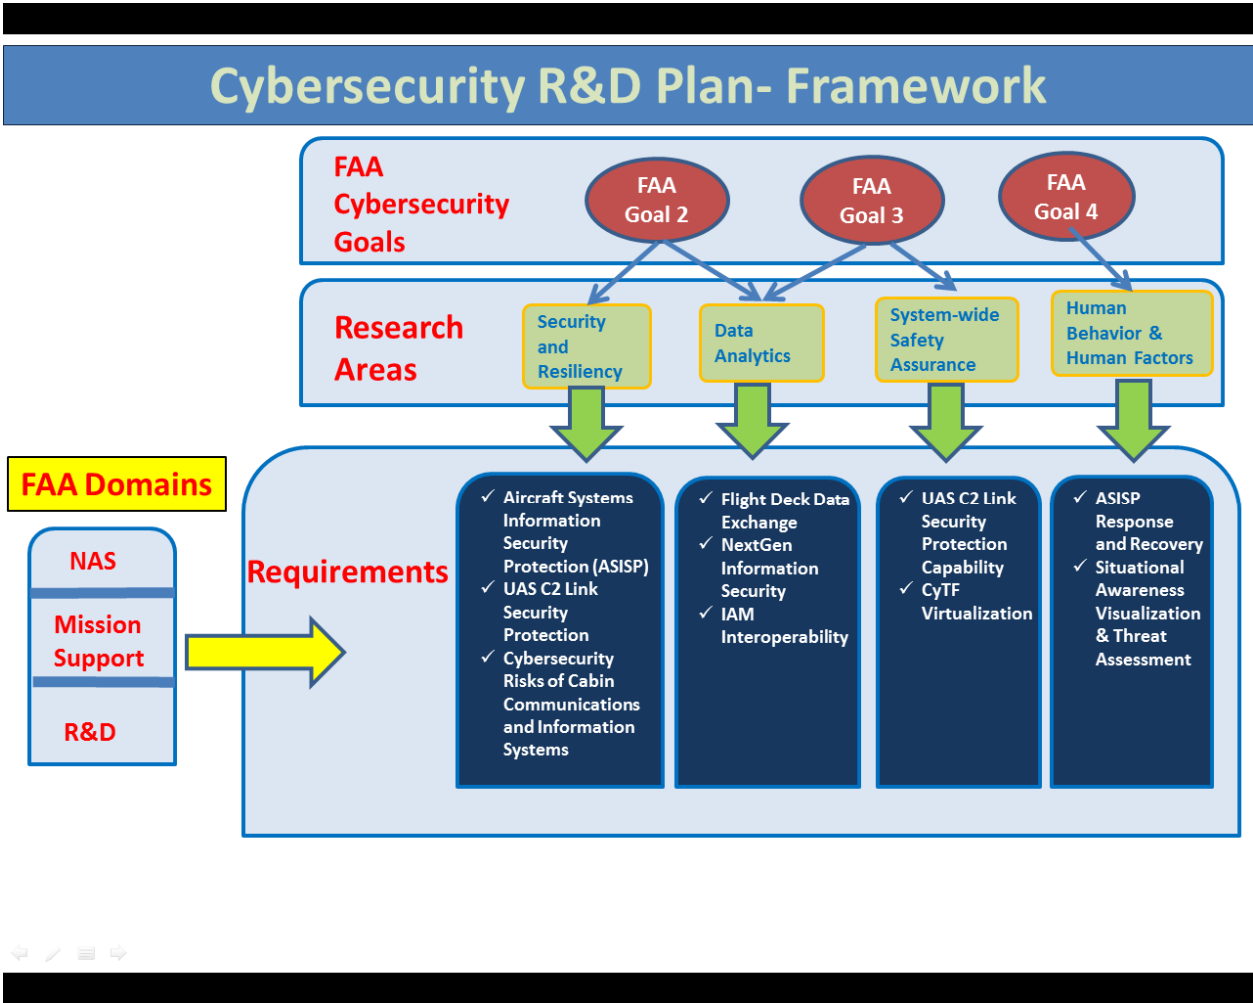 Cybersecurity R&D Plan- Framework
FAA
Cybersecurity
Goals
FAA
Goal 2
FAA
Goal 3
FAA
Goal 4
Research
Areas
Security
and
Resiliency
Data
Analytics
System-wide
Safety
Assurance
Human
Behavior &
Human Factors
FAA Domains
NAS
Mission
Support
R&D
Requirements
✓ Aircraft Systems
Information
Security
Protection (ASISP)
✓ UAS C2 Link
Security
Protection
✓ Cybersecurity
Risks of Cabin
Communications
and Information
Systems
✓ Flight Deck Data
Exchange
✓ NextGen
Information
Security
✓ IAM
Interoperability
✓ UAS C2 Link
Security
Protection
Capability
✓ CyTF
Virtualization
✓ ASISP
Response
and Recovery
✓ Situational
Awareness
Visualization
& Threat
Assessment